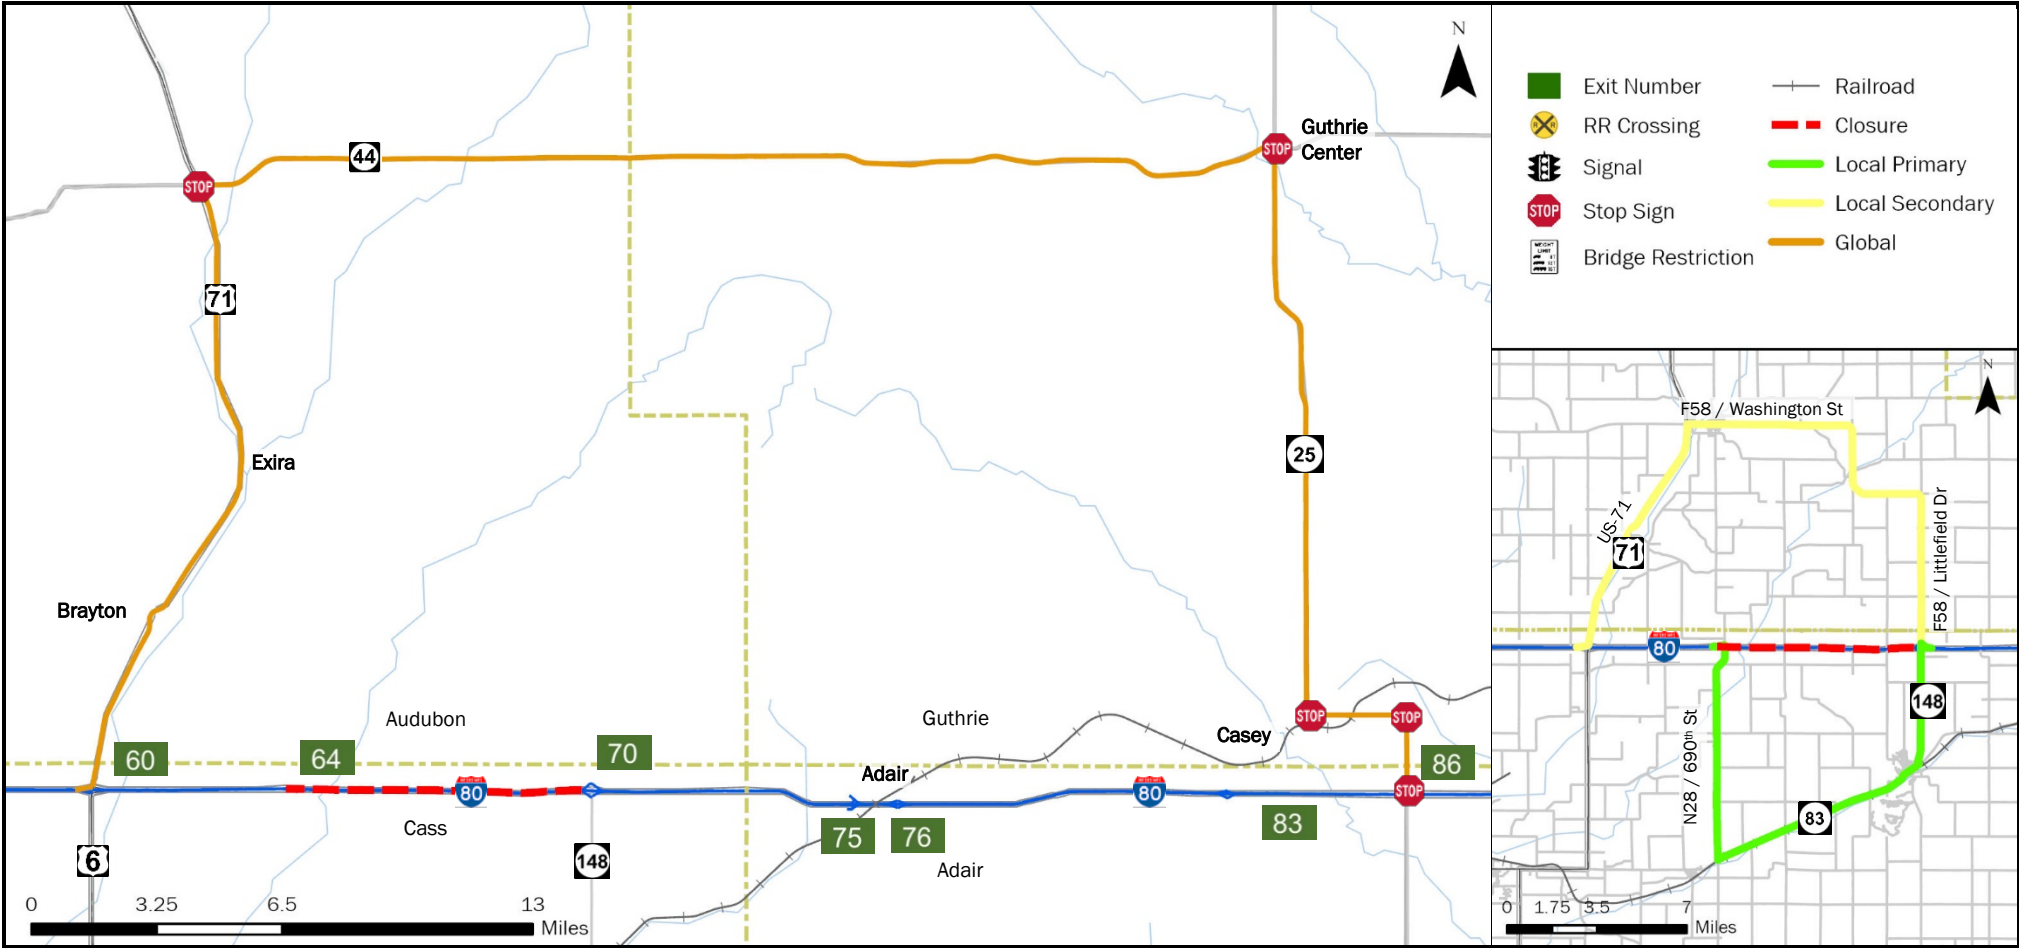 N
STOP
44
STOP
Guthrie
Center
71
25
Exira
Brayton
STOP
STOP
Casey
Audubon
Guthrie
60
64
70
Adair
86
80
80
STOP
75
76
83
Cass
Adair
6
148
0
3.25
6.5
13
Miles
Exit Number
RR Crossing
Signal
STOP
Stop Sign
WEIGHT
LIMIT
Bridge Restriction
Railroad
Closure
Local Primary
Local Secondary
Global
N
F58 / Washington St
US-71
71
F58 / Littlefield Dr
80
148
N28 / 690th St
83
0
1.75
3.5
7
Miles